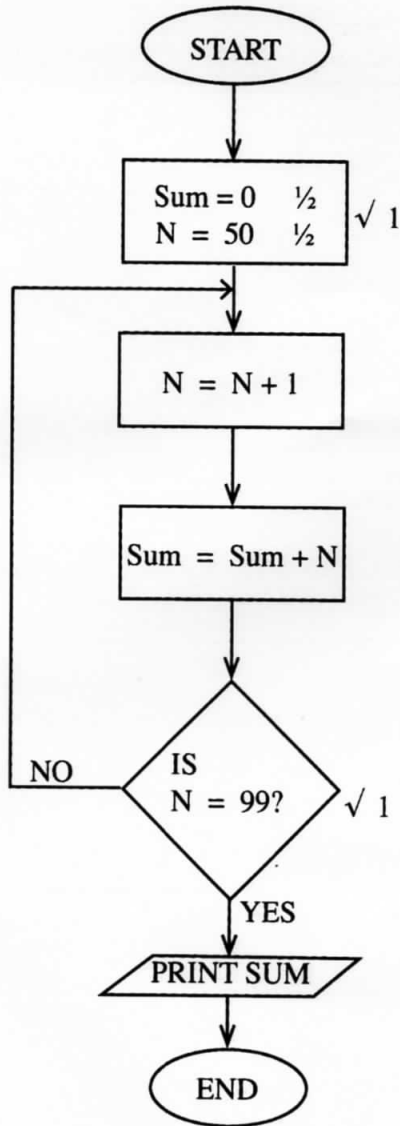 START
Sum = 0 ½
N = 50 ½
√ 1
N = N + 1
Sum = Sum + N
NO
IS
N = 99?
√ 1
YES
PRINT SUM
END